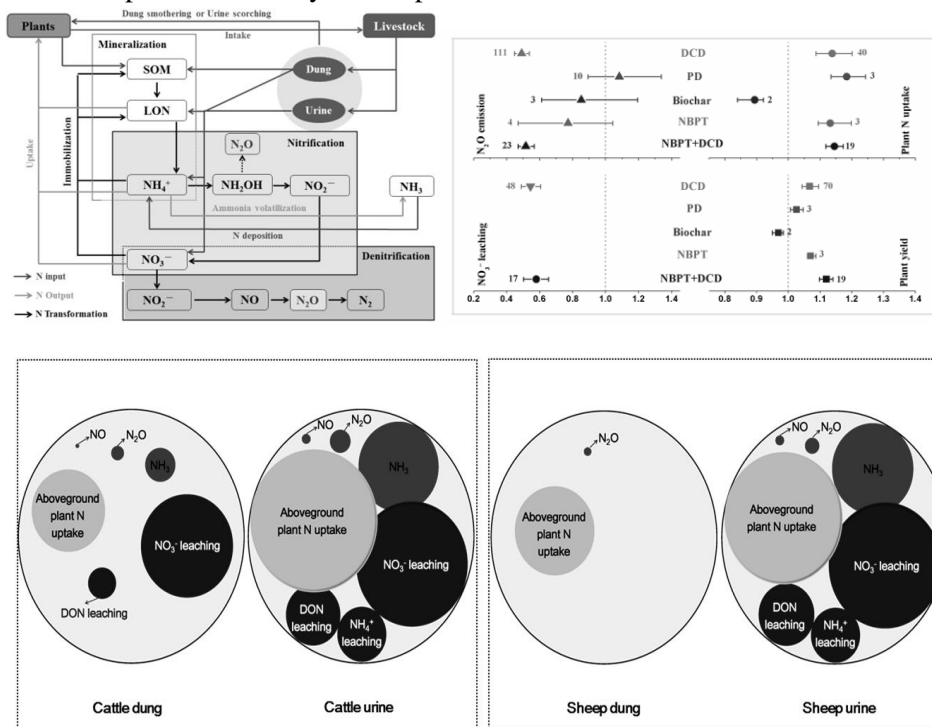 Dung smothering or Urine scorching
Plants
Livestock
Intake
Mineralization
SOM
Dung
LON
Urine
Uptake
Immobilization
Nitrification
N₂O
NH₄⁺
NH₂OH
NO₂⁻
NH₃
Ammonia volatilization
N deposition
NO₃⁻
Denitrification
NO₂⁻
NO
N₂O
N₂
N input
N Output
N Transformation
N₂O emission
111
DCD
40
10
PD
3
3
Biochar
2
4
NBPT
3
23
NBPT+DCD
19
Plant N uptake
NO₃⁻ leaching
48
DCD
70
PD
3
Biochar
2
NBPT
3
17
NBPT+DCD
19
Plant yield
0.2 0.4 0.6 0.8 1.0 1.2 1.4
0.8 0.9 1.0 1.1 1.2 1.3 1.4
NO
N₂O
NH₃
Aboveground
plant N
uptake
NO₃⁻ leaching
DON leaching
Cattle dung
NO
N₂O
NH₃
Aboveground
plant N uptake
NO₃⁻ leaching
DON
leaching
NH₄⁺
leaching
Cattle urine
N₂O
Aboveground
plant N
uptake
Sheep dung
NO
N₂O
NH₃
Aboveground
plant N uptake
NO₃⁻ leaching
DON
leaching
NH₄⁺
leaching
Sheep urine